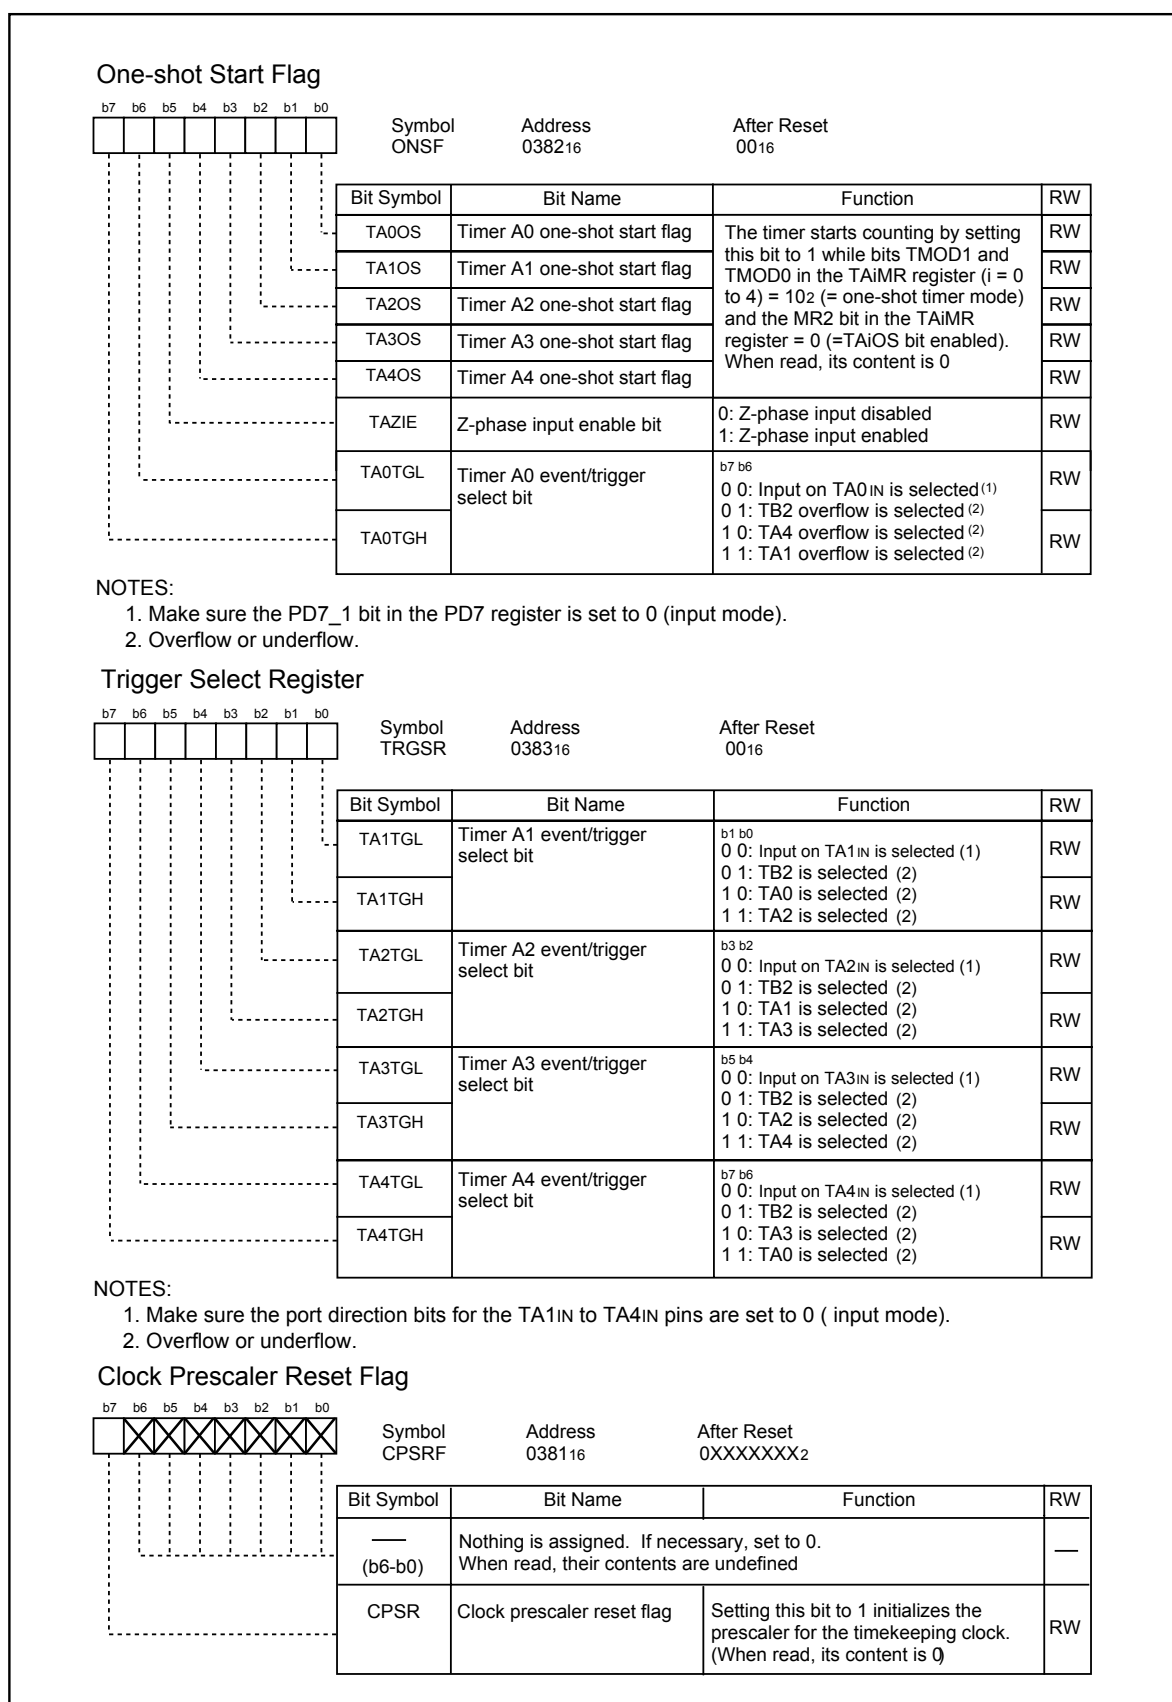 One-shot Start Flag
b7 b6 b5 b4 b3 b2 b1 b0
Symbol Address After Reset
ONSF 038216 0016
Bit Symbol Bit Name Function RW
TA0OS Timer A0 one-shot start flag RW
TA1OS Timer A1 one-shot start flag RW
TA2OS Timer A2 one-shot start flag RW
TA3OS Timer A3 one-shot start flag RW
TA4OS Timer A4 one-shot start flag RW
The timer starts counting by setting
this bit to 1 while bits TMOD1 and
TMOD0 in the TAiMR register (i = 0
to 4) = 102 (= one-shot timer mode)
and the MR2 bit in the TAiMR
register = 0 (=TAiOS bit enabled).
When read, its content is 0
TAZIE Z-phase input enable bit RW
0: Z-phase input disabled
1: Z-phase input enabled
TA0TGL RW
TA0TGH RW
Timer A0 event/trigger
select bit
b7 b6
0 0: Input on TA0IN is selected (1)
0 1: TB2 overflow is selected (2)
1 0: TA4 overflow is selected (2)
1 1: TA1 overflow is selected (2)
NOTES:
1. Make sure the PD7_1 bit in the PD7 register is set to 0 (input mode).
2. Overflow or underflow.
Trigger Select Register
b7 b6 b5 b4 b3 b2 b1 b0
Symbol Address After Reset
TRGSR 038316 0016
Bit Symbol Bit Name Function RW
TA1TGL RW
TA1TGH RW
Timer A1 event/trigger
select bit
b1 b0
0 0: Input on TA1IN is selected (1)
0 1: TB2 is selected (2)
1 0: TA0 is selected (2)
1 1: TA2 is selected (2)
TA2TGL RW
TA2TGH RW
Timer A2 event/trigger
select bit
b3 b2
0 0: Input on TA2IN is selected (1)
0 1: TB2 is selected (2)
1 0: TA1 is selected (2)
1 1: TA3 is selected (2)
TA3TGL RW
TA3TGH RW
Timer A3 event/trigger
select bit
b5 b4
0 0: Input on TA3IN is selected (1)
0 1: TB2 is selected (2)
1 0: TA2 is selected (2)
1 1: TA4 is selected (2)
TA4TGL RW
TA4TGH RW
Timer A4 event/trigger
select bit
b7 b6
0 0: Input on TA4IN is selected (1)
0 1: TB2 is selected (2)
1 0: TA3 is selected (2)
1 1: TA0 is selected (2)
NOTES:
1. Make sure the port direction bits for the TA1IN to TA4IN pins are set to 0 ( input mode).
2. Overflow or underflow.
Clock Prescaler Reset Flag
b7 b6 b5 b4 b3 b2 b1 b0
Symbol Address After Reset
CPSRF 038116 0XXXXXXX2
Bit Symbol Bit Name Function RW
—
(b6-b0)
Nothing is assigned. If necessary, set to 0.
When read, their contents are undefined
—
CPSR Clock prescaler reset flag
Setting this bit to 1 initializes the
prescaler for the timekeeping clock.
(When read, its content is 0)
RW